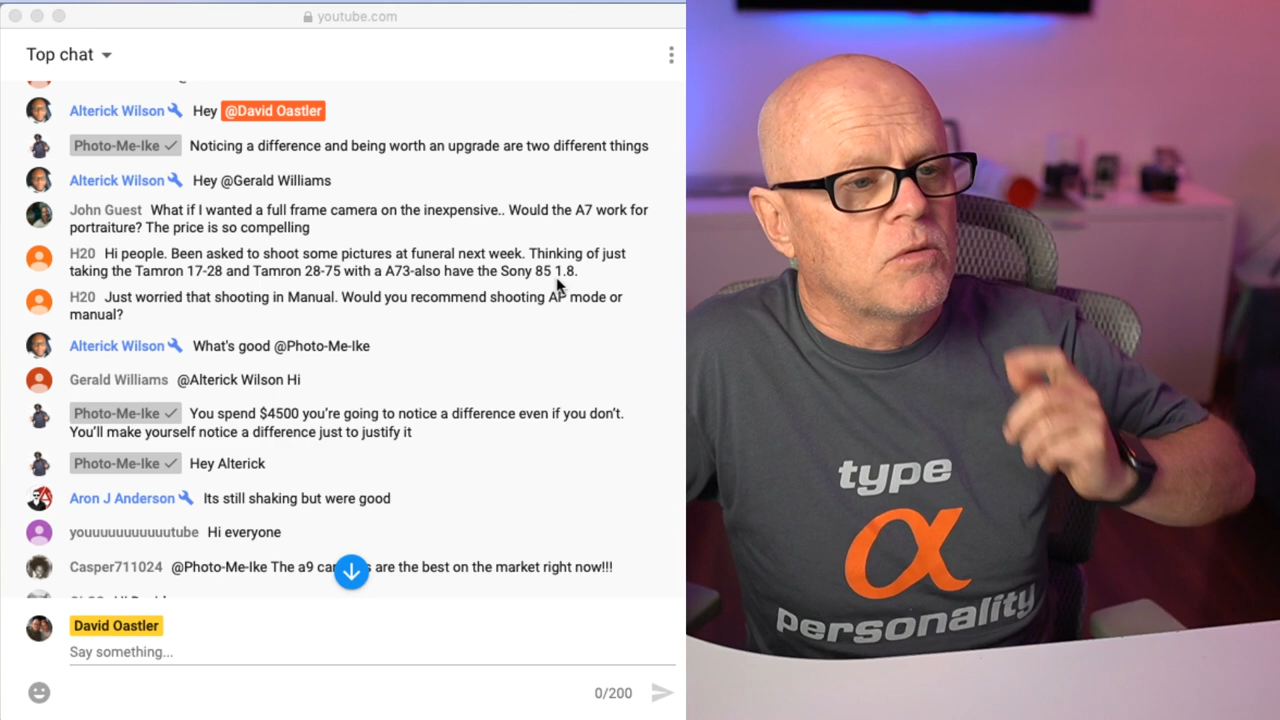 youtube.com
Top chat
Alterick Wilson Hey @David Oastler
Photo-Me-Ike Noticing a difference and being worth an upgrade are two different things
Alterick Wilson Hey @Gerald Williams
John Guest What if I wanted a full frame camera on the inexpensive.. Would the A7 work for
portraiture? The price is so compelling
H20 Hi people. Been asked to shoot some pictures at funeral next week. Thinking of just
taking the Tamron 17-28 and Tamron 28-75 with a A73-also have the Sony 85 1.8.
H20 Just worried that shooting in Manual. Would you recommend shooting AP mode or
manual?
Alterick Wilson What's good @Photo-Me-Ike
Gerald Williams @Alterick Wilson Hi
Photo-Me-Ike You spend $4500 you're going to notice a difference even if you don't.
You'll make yourself notice a difference just to justify it
Photo-Me-Ike Hey Alterick
Aron J Anderson Its still shaking but were good
youuuuuuuuuuutube Hi everyone
Casper711024 @Photo-Me-Ike The a9 are the best on the market right now!!!
David Oastler
Say something...
0/200
type
α
personality